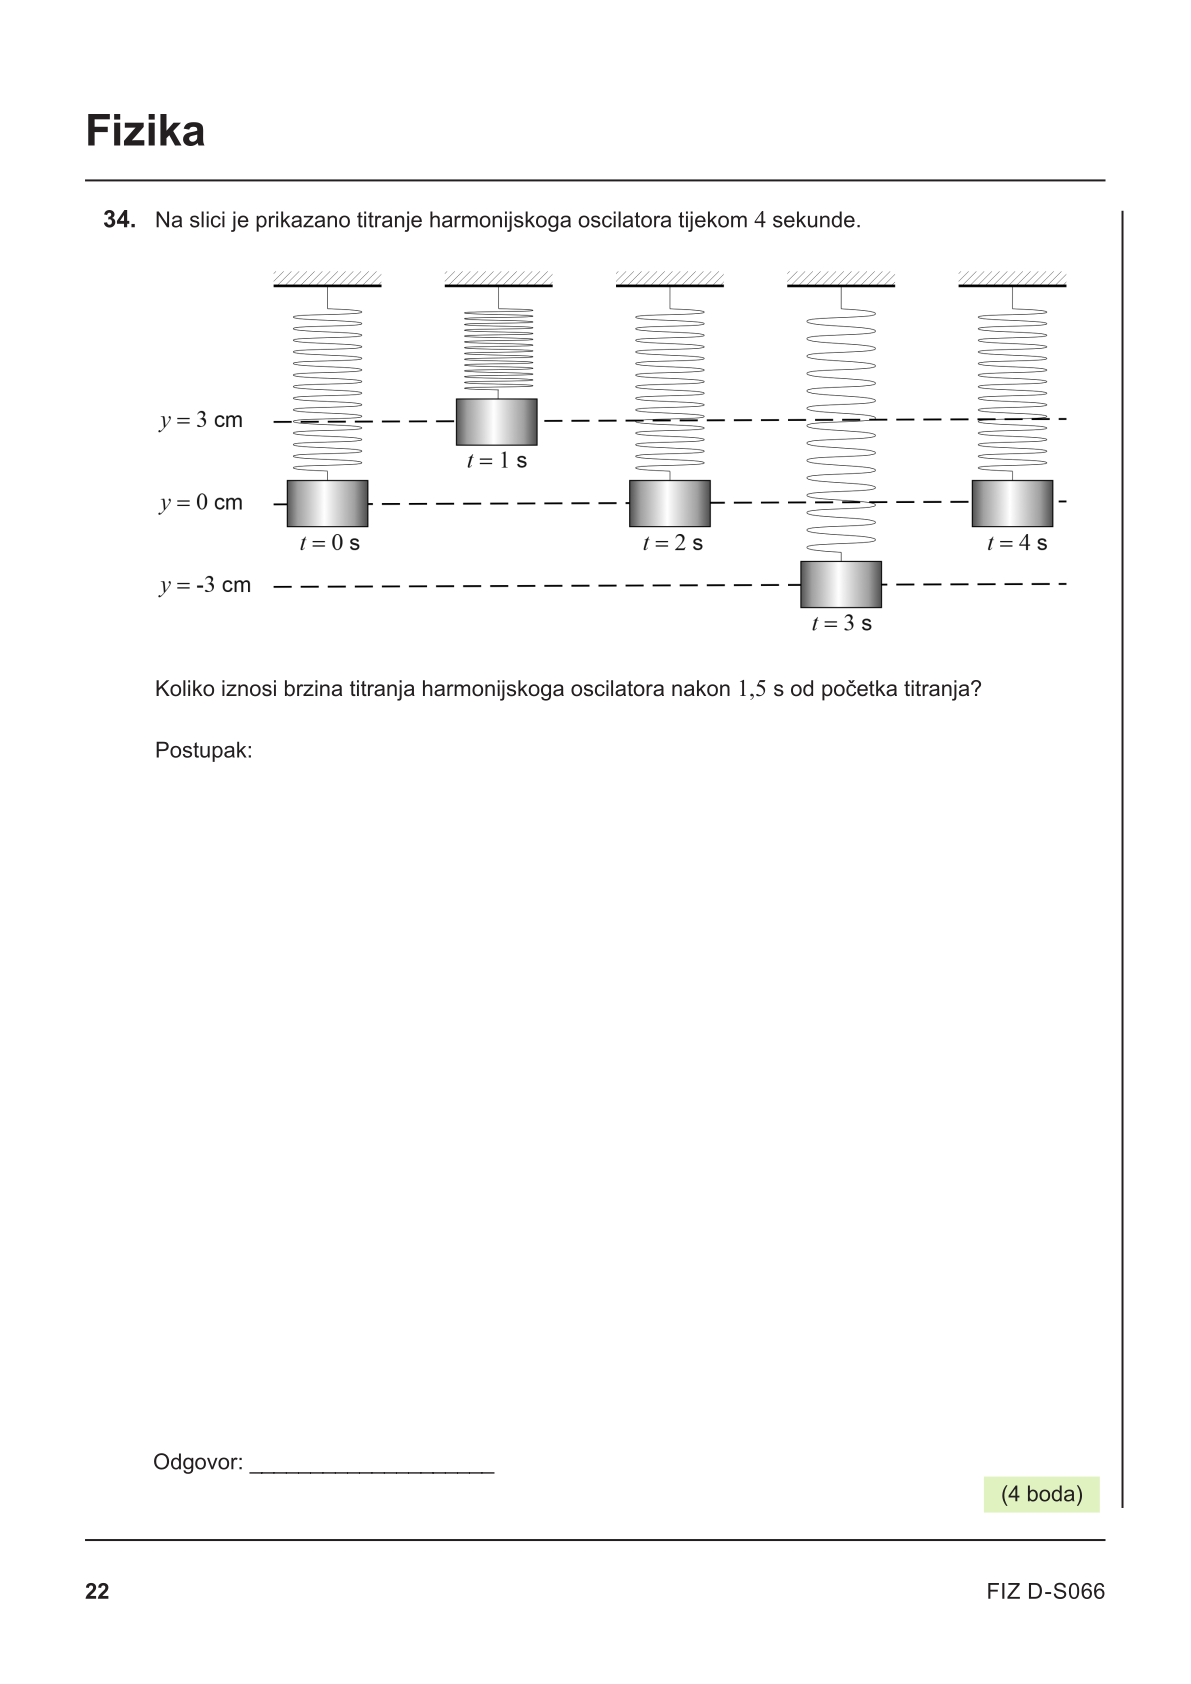 Fizika
34. Na slici je prikazano titranje harmonijskoga oscilatora tijekom 4 sekunde.
y = 3 cm
t = 1 s
y = 0 cm
t = 0 s
t = 2 s
t = 4 s
y = -3 cm
t = 3 s
Koliko iznosi brzina titranja harmonijskoga oscilatora nakon 1,5 s od početka titranja?
Postupak:
Odgovor: ____________________
(4 boda)
22
FIZ D-S066